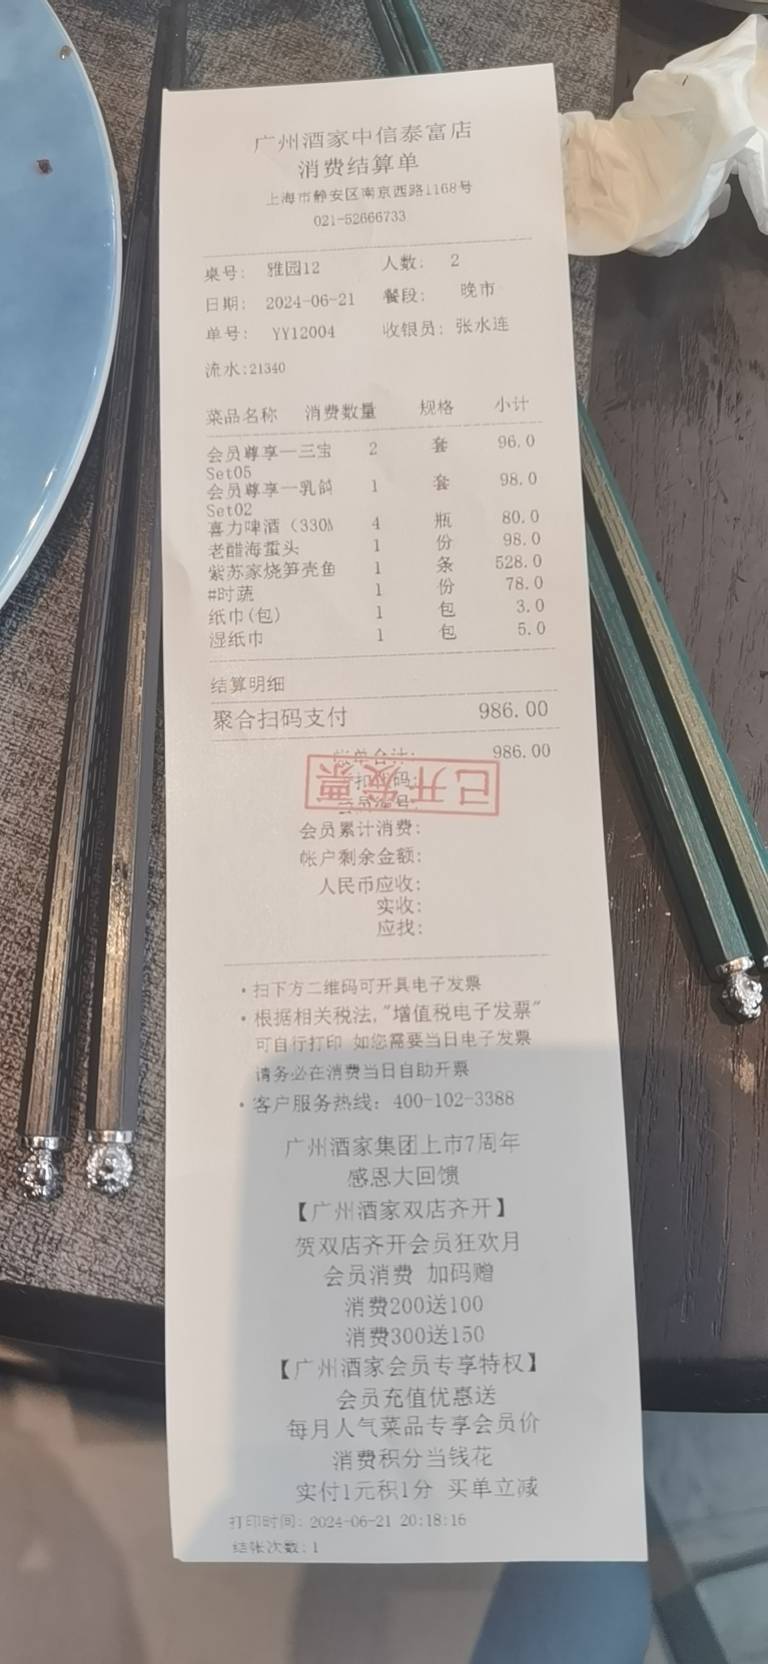 广州酒家中信泰富店
消费结算单
上海市静安区南京西路1168号
021-52666733
桌号: 雅园12 人数: 2
日期: 2024-06-21 餐段: 晚市
单号: YY12004 收银员: 张水连
流水:21340
菜品名称 消费数量 规格 小计
会员尊享—三宝 2 套 96.0
Set05
会员尊享—乳鸽 1 套 98.0
Set02
喜力啤酒（330M 4 瓶 80.0
老醋海蜇头 1 份 98.0
紫苏家烧笋壳鱼 1 条 528.0
#时蔬 1 份 78.0
纸巾(包) 1 包 3.0
湿纸巾 1 包 5.0
结算明细
聚合扫码支付 986.00
帐单合计: 986.00
已开发票
会员累计消费:
帐户剩余金额:
人民币应收:
实收:
应找:
·扫下方二维码可开具电子发票
·根据相关税法,"增值税电子发票"
可自行打印 如您需要当日电子发票
请务必在消费当日自助开票
·客户服务热线: 400-102-3388
广州酒家集团上市7周年
感恩大回馈
【广州酒家双店齐开】
贺双店齐开会员狂欢月
会员消费 加码赠
消费200送100
消费300送150
【广州酒家会员专享特权】
会员充值优惠送
每月人气菜品专享会员价
消费积分当钱花
实付1元积1分 买单立减
打印时间: 2024-06-21 20:18:16
结账次数: 1